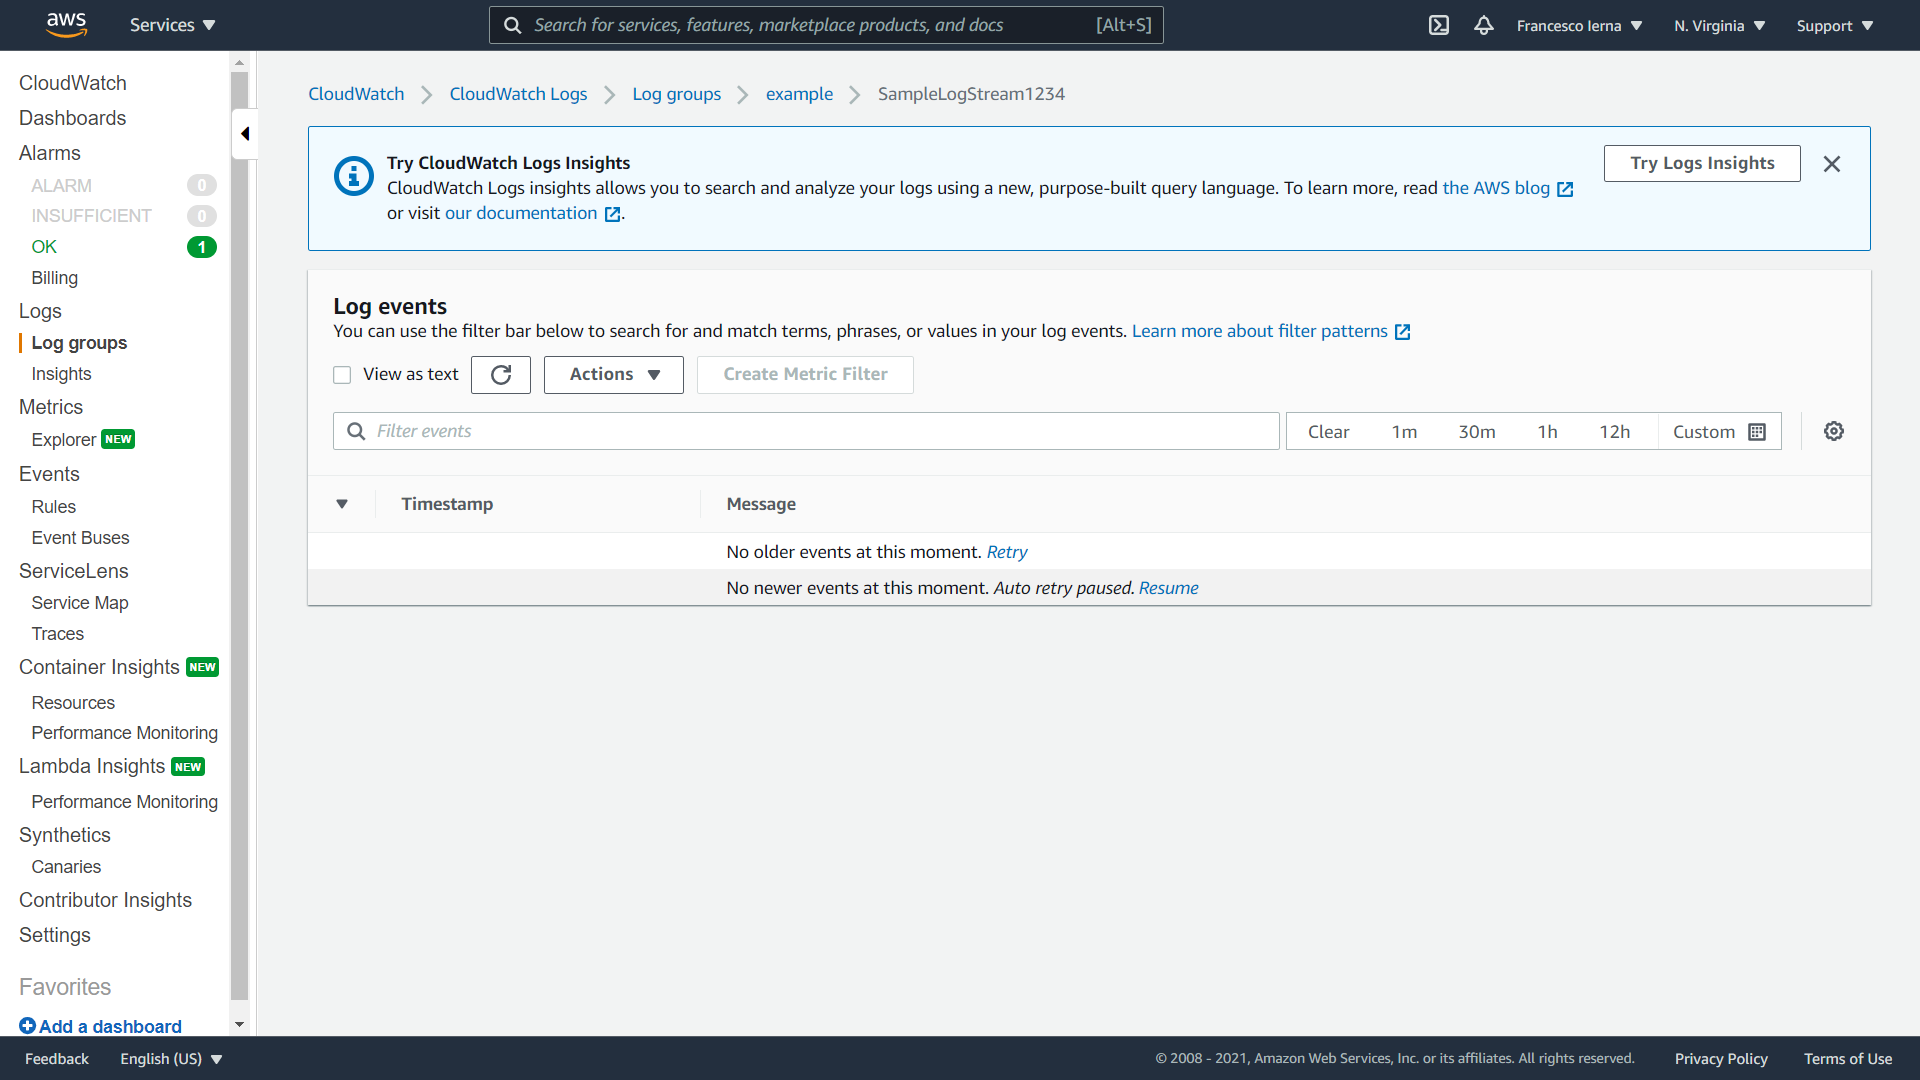 aws
Services
Search for services, features, marketplace products, and docs [Alt+S]
Francesco Ierna
N. Virginia
Support
CloudWatch
Dashboards
Alarms
ALARM 0
INSUFFICIENT 0
OK 1
Billing
Logs
Log groups
Insights
Metrics
Explorer NEW
Events
Rules
Event Buses
ServiceLens
Service Map
Traces
Container Insights NEW
Resources
Performance Monitoring
Lambda Insights NEW
Performance Monitoring
Synthetics
Canaries
Contributor Insights
Settings
Favorites
Add a dashboard
CloudWatch
CloudWatch Logs
Log groups
example
SampleLogStream1234
Try CloudWatch Logs Insights
CloudWatch Logs insights allows you to search and analyze your logs using a new, purpose-built query language. To learn more, read the AWS blog
or visit our documentation .
Try Logs Insights
Log events
You can use the filter bar below to search for and match terms, phrases, or values in your log events. Learn more about filter patterns
View as text
Actions
Create Metric Filter
Filter events
Clear 1m 30m 1h 12h Custom
Timestamp Message
No older events at this moment. Retry
No newer events at this moment. Auto retry paused. Resume
Feedback
English (US)
© 2008 - 2021, Amazon Web Services, Inc. or its affiliates. All rights reserved.
Privacy Policy
Terms of Use